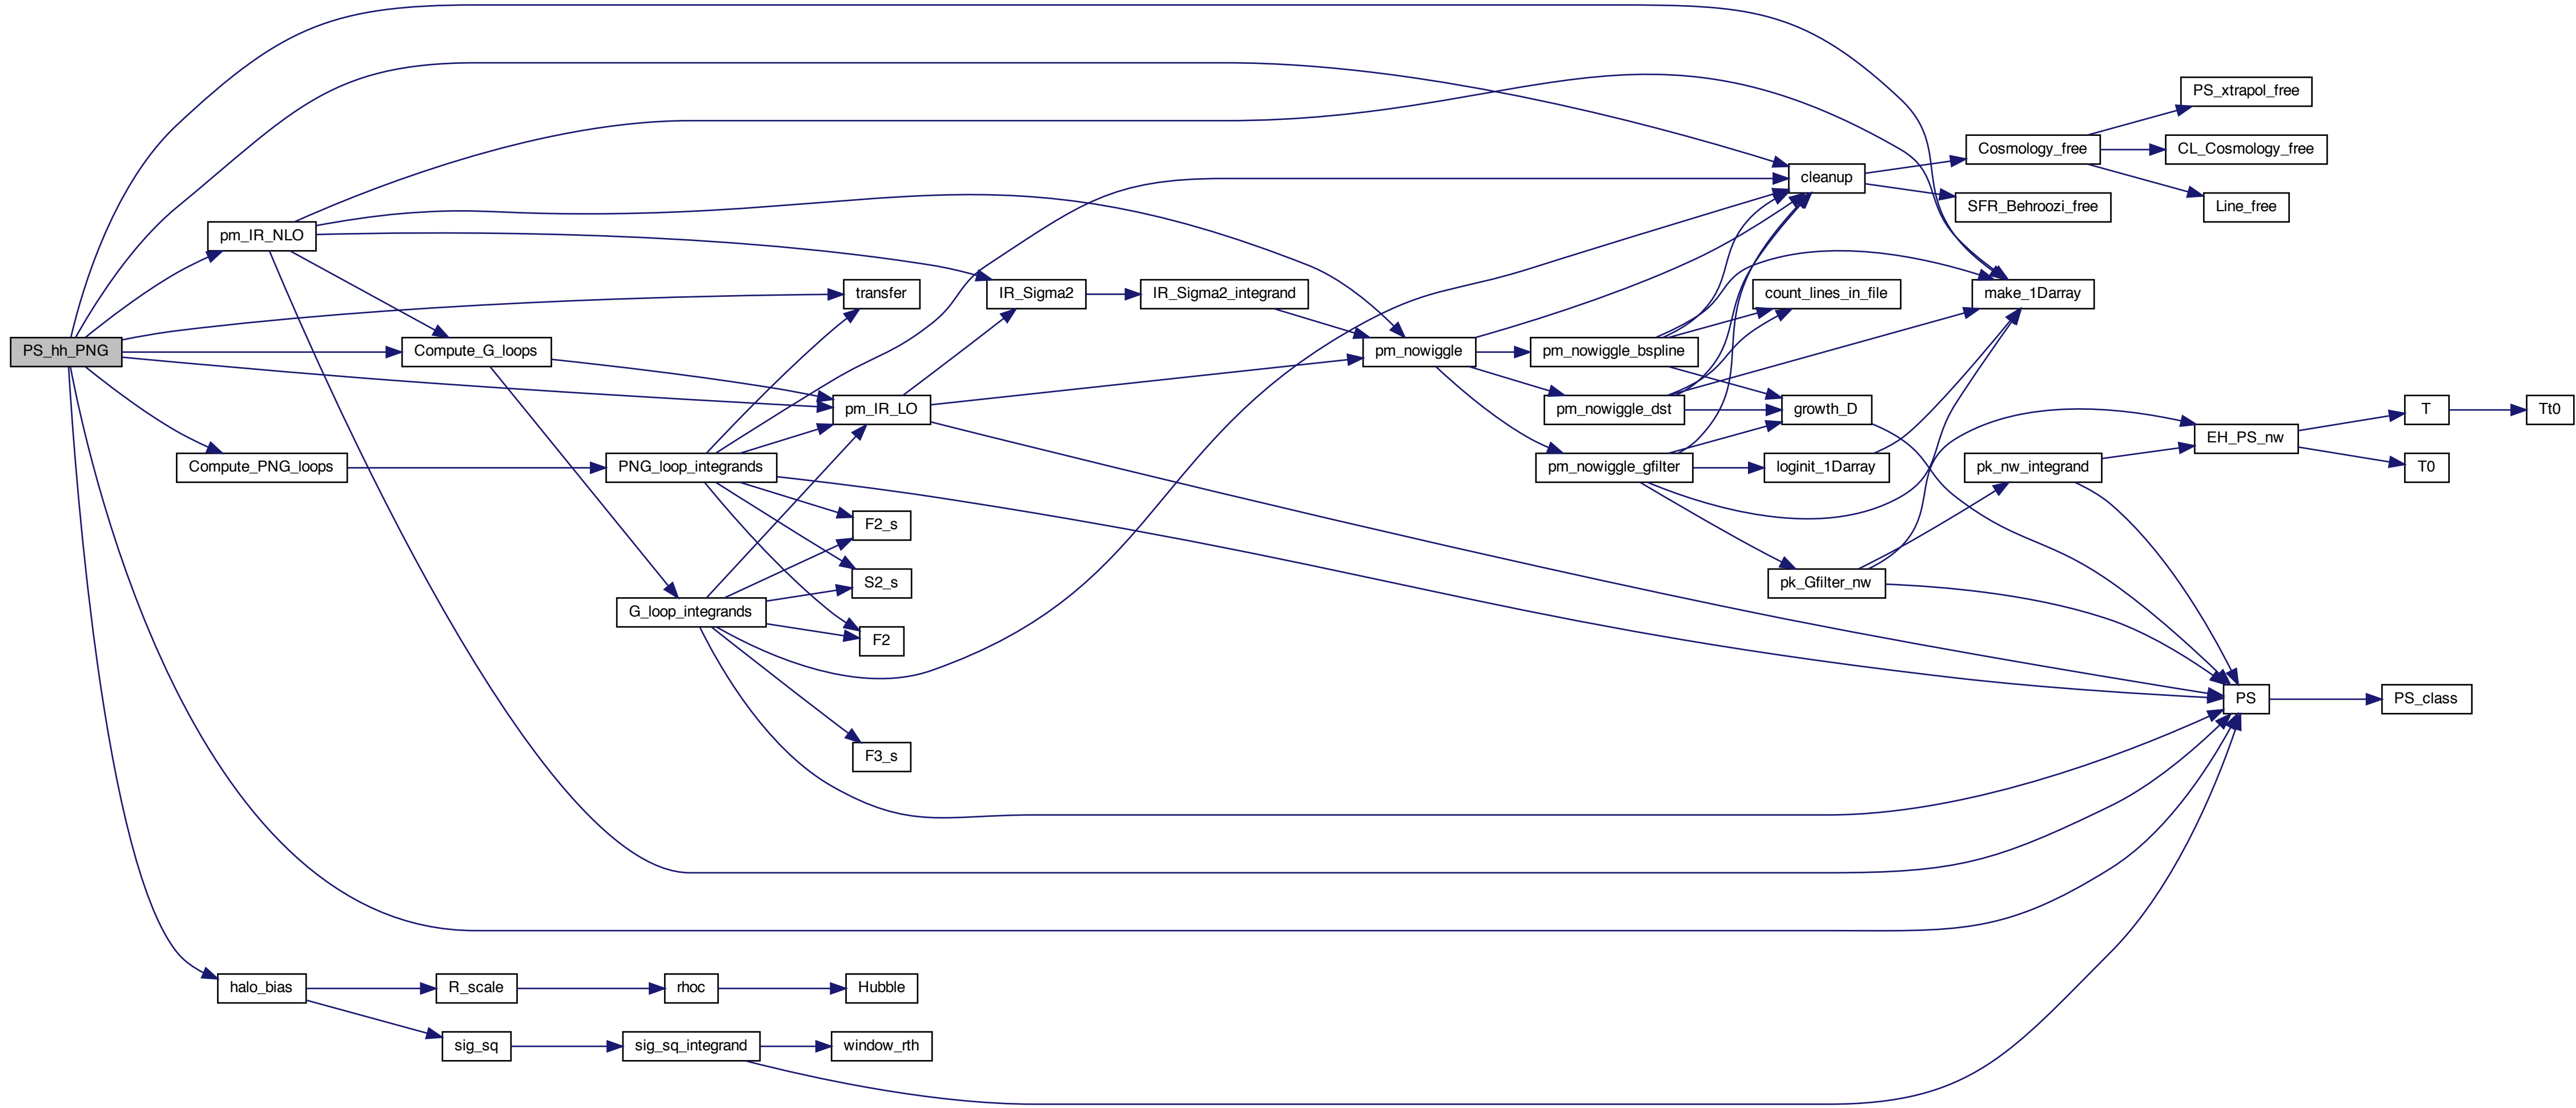 PS_hh_PNG
pm_IR_NLO
Compute_PNG_loops
halo_bias
Compute_G_loops
R_scale
sig_sq
PNG_loop_integrands
G_loop_integrands
rhoc
sig_sq_integrand
transfer
pm_IR_LO
F2_s
S2_s
F2
F3_s
Hubble
window_rth
IR_Sigma2
IR_Sigma2_integrand
pm_nowiggle
pm_nowiggle_bspline
pm_nowiggle_dst
pm_nowiggle_gfilter
cleanup
count_lines_in_file
growth_D
loginit_1Darray
pk_Gfilter_nw
Cosmology_free
SFR_Behroozi_free
make_1Darray
pk_nw_integrand
PS_xtrapol_free
CL_Cosmology_free
Line_free
EH_PS_nw
PS
T
T0
PS_class
Tt0